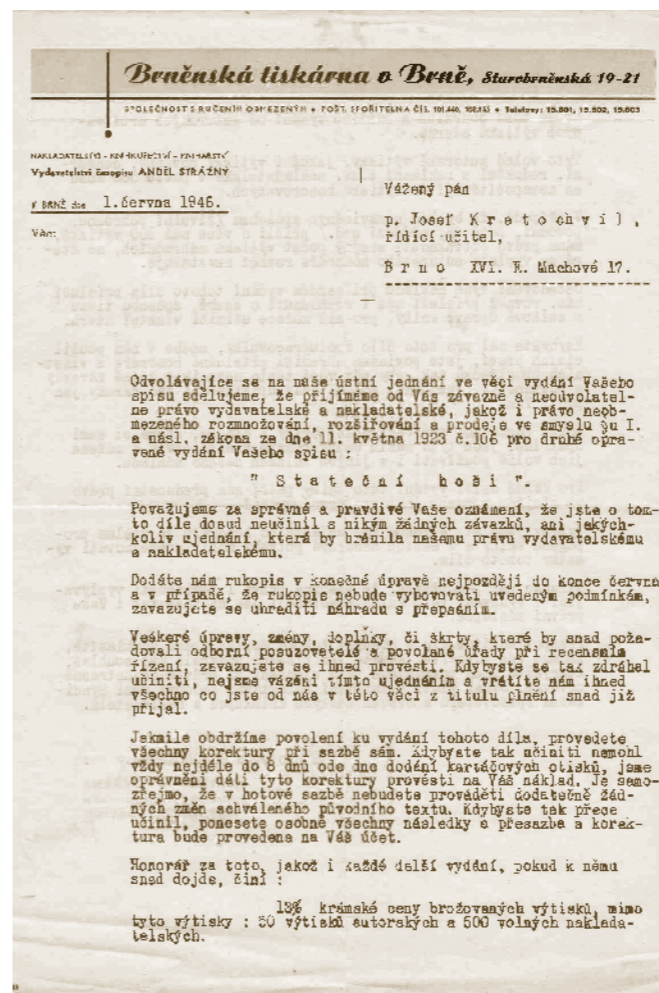 Brněnská tiskárna v Brně, Starobrněnská 19-21
SPOLEČNOST S RUČENÍM OBMEZENÝM • POŠT. SPOŘITELNA ČÍS. 101.440, • Telefony: 15.801, 15.802, 15.803
NAKLADATELSTVÍ - KNIHKUPECTVÍ - KNIHAŘSTVÍ
Vydavatelství časopisu ANDĚL STRÁŽNÝ
V BRNĚ dne 1.června 1946.
Věc:
Vážený pán
p. Josef K r a t o c h v í l ,
řídící učitel,
B r n o XVI. R. Machové 17.
Odvolávajíce se na naše ústní jednání ve věci vydání Vašeho
spisu sdělujeme, že přijímáme od Vás závazně a neodvolatel-
ne právo vydavatelské a nakladatelské, jakož i právo neob-
mezeného rozmnožování, rozšiřování a prodeje ve smyslu §u I.
a násl. zákona ze dne 11. května 1923 č.106 pro druhé opra-
vené vydání Vašeho spisu :
" S t a t e č n í   h o š i ".
Považujeme za správné a pravdivé Vaše oznámení, že jste o tom-
to díle dosud neučinil s nikým žádných závazků, ani jakých-
koliv ujednání, která by bránila našemu právu vydavatelskému
a nakladatelskému.
Dodáte nám rukopis v konečné úpravě nejpozději do konce června
a v případě, že rukopis nebude vyhovovati uvedeným podmínkám,
zavazujete se uhraditi náhradu s přepsáním.
Veškeré úpravy, změny, doplňky, či škrty, které by snad poža-
dovali odborní posuzovatelé a povolané úřady při recensním
řízení, zavazujete se ihned provésti. Kdybyste se tak zdráhal
učiniti, nejsme vázáni tímto ujednáním a vrátíte nám ihned
všechno co jste od nás v této věci z titulu plnění snad již
přijal.
Jakmile obdržíme povolení ku vydání tohoto díla, provedete
všechny korektury při sazbě sám. Kdybyste tak učiniti nemohl
vždy nejdéle do 8 dnů ode dne dodání kartáčových otisků, jsme
oprávněni dáti tyto korektury provésti na Váš náklad. Je samo-
zřejmo, že v hotové sazbě nebudete prováděti dodatečně žád-
ných změn schváleného původního textu. Kdybyste tak přece
učinil, ponesete osobně všechny následky a přesazba a korek-
tura bude provedena na Váš účet.
Honorář za toto, jakož i každé další vydání, pokud k němu
snad dojde, činí :
13% krámské ceny brožovaných výtisků, mimo
tyto výtisky : 50 výtisků autorských a 500 volných naklada-
telských.